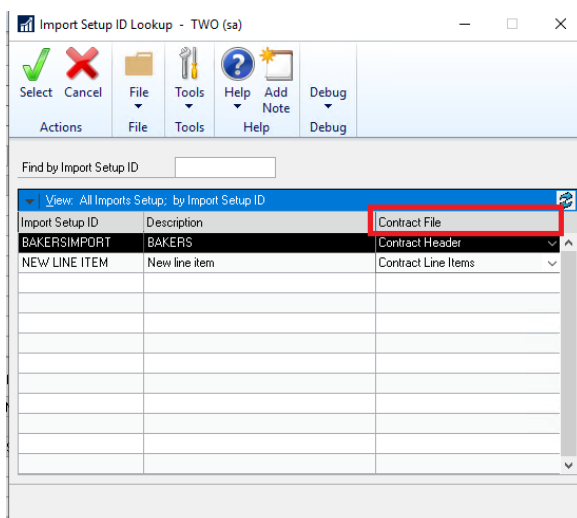 Import Setup ID Lookup - TWO (sa)
Select Cancel File Tools Help Add Note Debug
Actions File Tools Help Debug
Find by Import Setup ID
View: All Imports Setup; by Import Setup ID
Import Setup ID Description Contract File
BAKERSIMPORT BAKERS Contract Header
NEW LINE ITEM New line item Contract Line Items